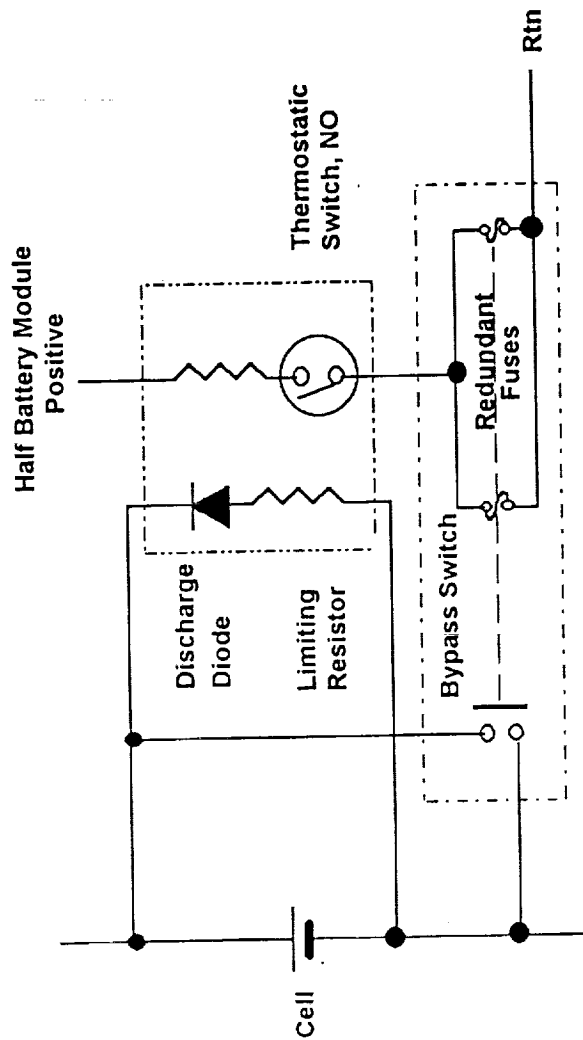 Half Battery Module
Positive
Thermostatic
Switch, NO
Discharge
Diode
Limiting
Resistor
Cell
Bypass Switch
Redundant
Fuses
Rtn